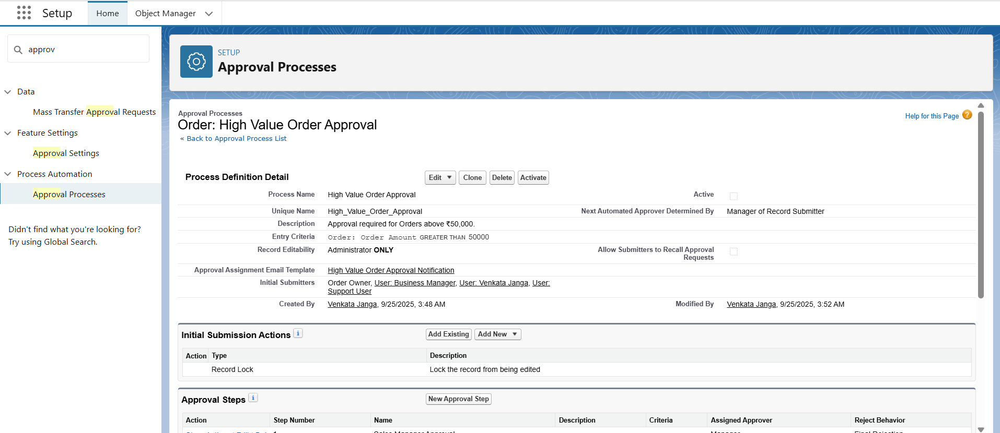 Setup
Home
Object Manager
approv
Data
Mass Transfer Approval Requests
Feature Settings
Approval Settings
Process Automation
Approval Processes
Didn't find what you're looking for?
Try using Global Search.
SETUP
Approval Processes
Approval Processes
Order: High Value Order Approval
« Back to Approval Process List
Help for this Page ?
Process Definition Detail
Edit
Clone
Delete
Activate
Process Name High Value Order Approval
Active
Unique Name High_Value_Order_Approval
Next Automated Approver Determined By Manager of Record Submitter
Description Approval required for Orders above ₹50,000.
Entry Criteria Order: Order Amount GREATER THAN 50000
Record Editability Administrator ONLY
Allow Submitters to Recall Approval
Requests
Approval Assignment Email Template High Value Order Approval Notification
Initial Submitters Order Owner, User: Business Manager, User: Venkata Janga, User:
Support User
Created By Venkata Janga, 9/25/2025, 3:48 AM
Modified By Venkata Janga, 9/25/2025, 3:52 AM
Initial Submission Actions i
Add Existing
Add New
Action Type Description
Record Lock Lock the record from being edited
Approval Steps i
New Approval Step
Action Step Number Name Description Criteria Assigned Approver Reject Behavior
1 Sales Manager Approval Manager Final Rejection